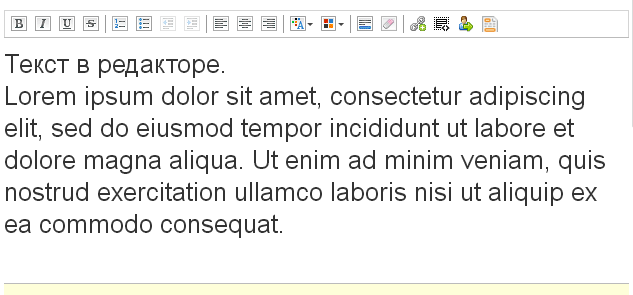 B I U S
Текст в редакторе.
Lorem ipsum dolor sit amet, consectetur adipiscing
elit, sed do eiusmod tempor incididunt ut labore et
dolore magna aliqua. Ut enim ad minim veniam, quis
nostrud exercitation ullamco laboris nisi ut aliquip ex
ea commodo consequat.